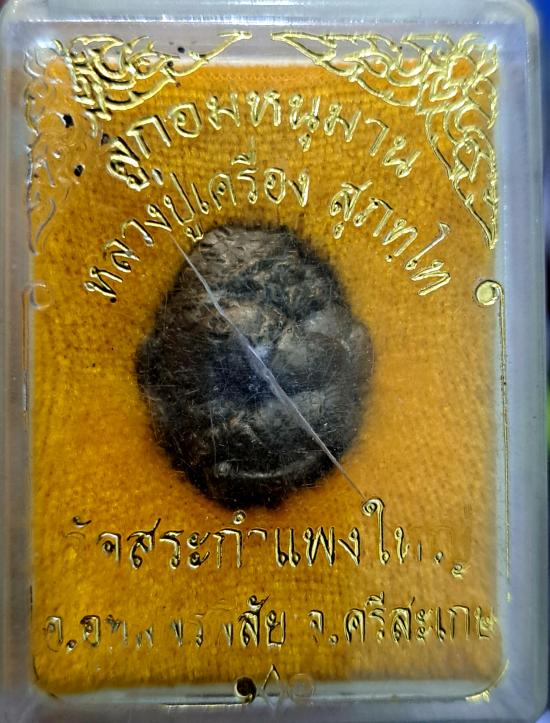 ลูกอมหนุมาน
หลวงปู่เครื่อง สุภทฺโท
วัดสระกำแพงใหญ่
จ.ศรีสะเกษ